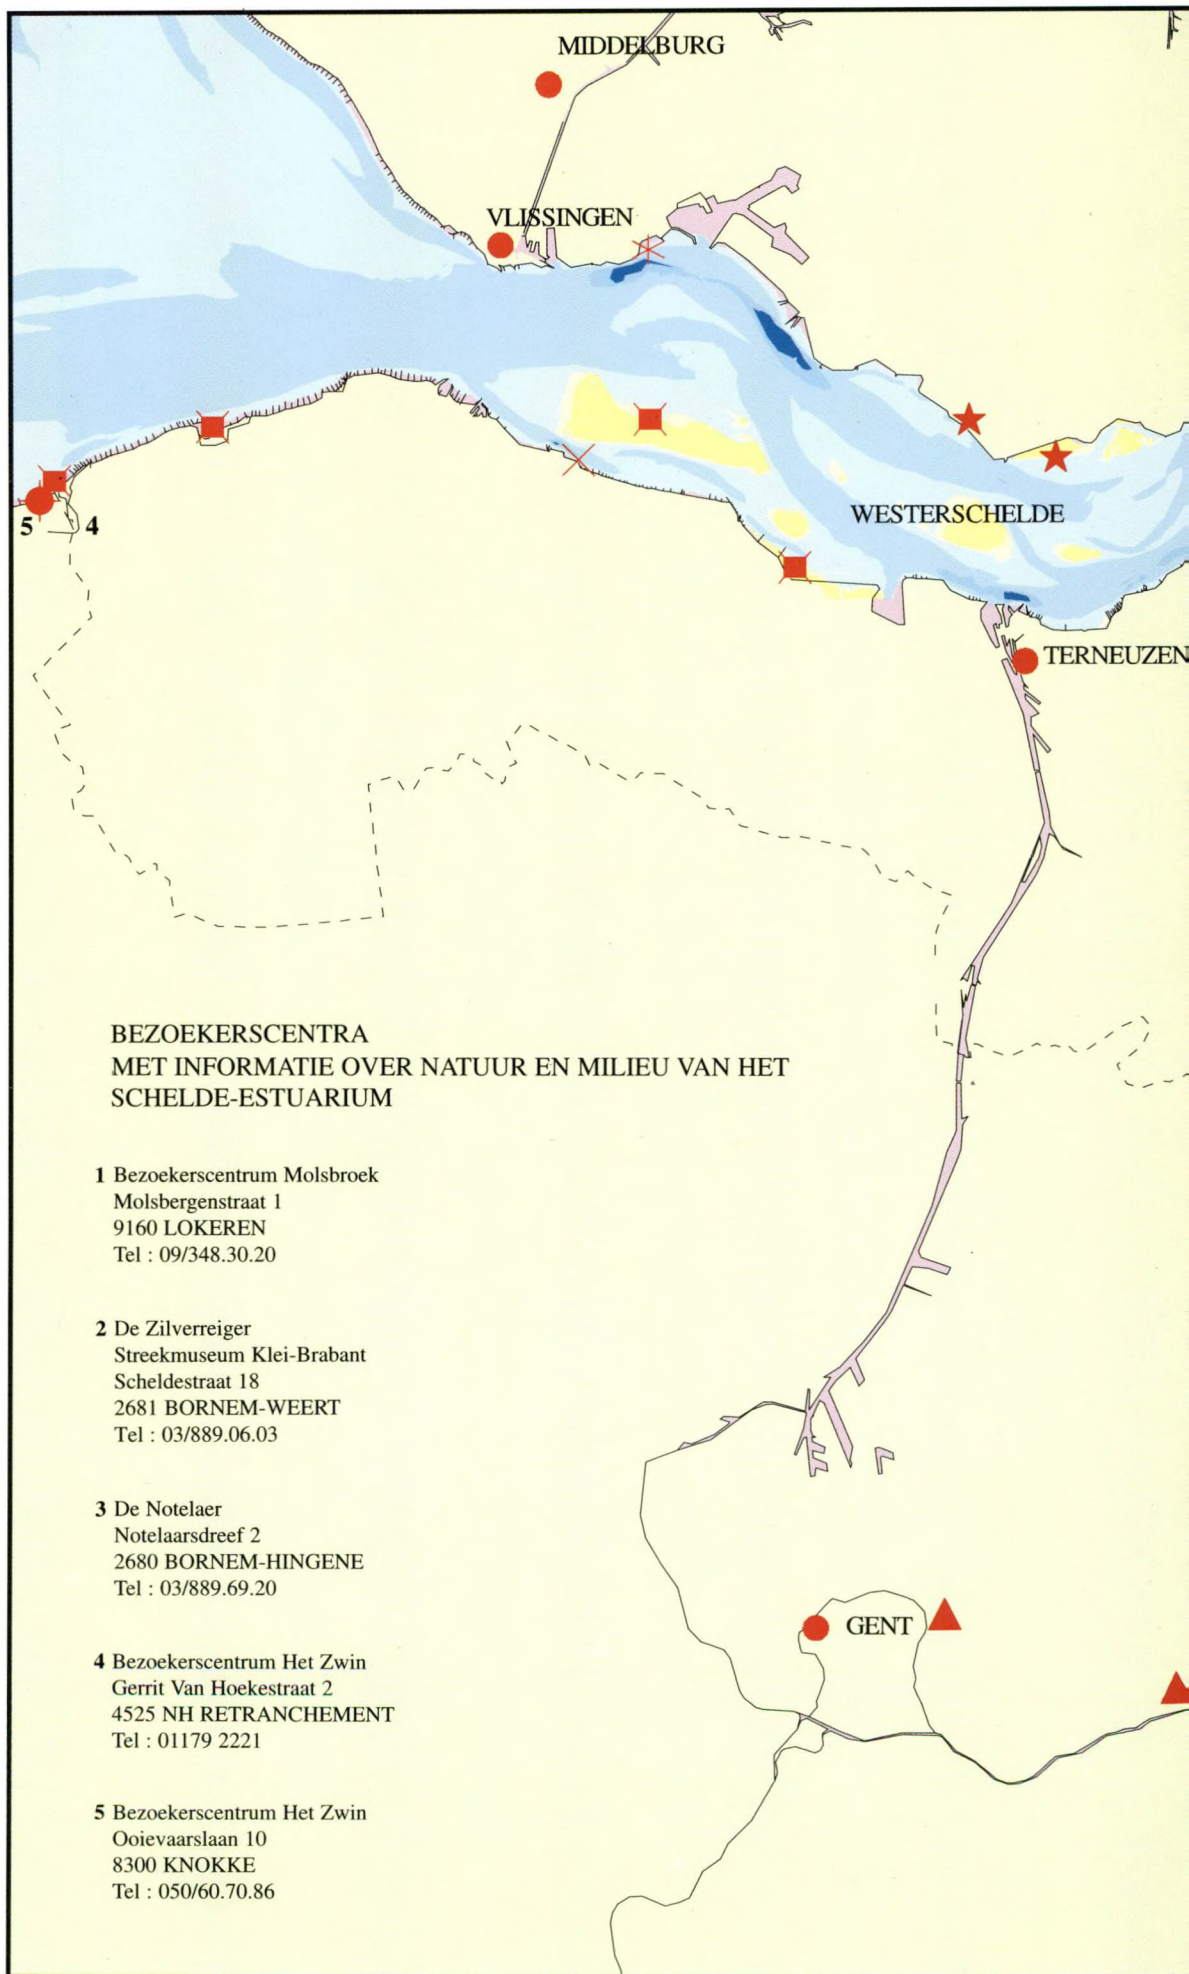 MIDDELBURG
VLISSINGEN
WESTERSCHELDE
5 4
TERNEUZEN
BEZOEKERSCENTRA
MET INFORMATIE OVER NATUUR EN MILIEU VAN HET
SCHELDE-ESTUARIUM
1 Bezoekerscentrum Molsbroek
Molsbergenstraat 1
9160 LOKEREN
Tel : 09/348.30.20
2 De Zilverreiger
Streekmuseum Klei-Brabant
Scheldestraat 18
2681 BORNEM-WEERT
Tel : 03/889.06.03
3 De Notelaer
Notelaarsdreef 2
2680 BORNEM-HINGENE
Tel : 03/889.69.20
GENT
4 Bezoekerscentrum Het Zwin
Gerrit Van Hoekestraat 2
4525 NH RETRANCHEMENT
Tel : 01179 2221
5 Bezoekerscentrum Het Zwin
Ooievaarslaan 10
8300 KNOKKE
Tel : 050/60.70.86